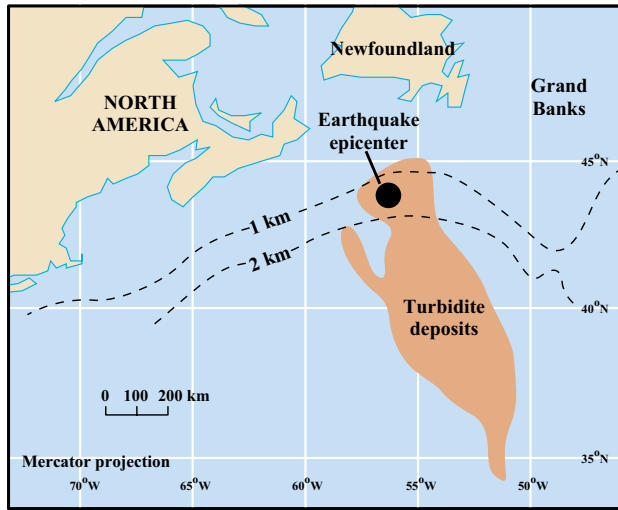 Newfoundland
Grand
Banks
NORTH
AMERICA
Earthquake
epicenter
45°N
1 km
2 km
Turbidite
deposits
40°N
0 100 200 km
Mercator projection
35°N
70°W
65°W
60°W
55°W
50°W